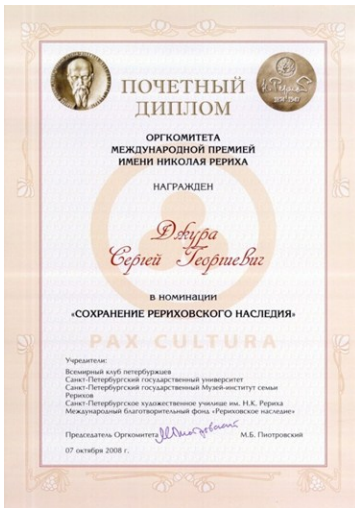 ПОЧЕТНЫЙ
ДИПЛОМ
ОРГКОМИТЕТА
МЕЖДУНАРОДНОЙ ПРЕМИЕЙ
ИМЕНИ НИКОЛАЯ РЕРИХА
НАГРАЖДЕН
Джура
Сергей Георгиевич
в номинации
«СОХРАНЕНИЕ РЕРИХОВСКОГО НАСЛЕДИЯ»
PAX CULTURA
Учредители:
Всемирный клуб петербуржцев
Санкт-Петербургский государственный университет
Санкт-Петербургский государственный Музей-институт семьи
Рерихов
Санкт-Петербургское художественное училище им. Н.К. Рериха
Международный благотворительный фонд «Рериховское наследие»
Председатель Оргкомитета М.Б. Пиотровский
07 октября 2008 г.